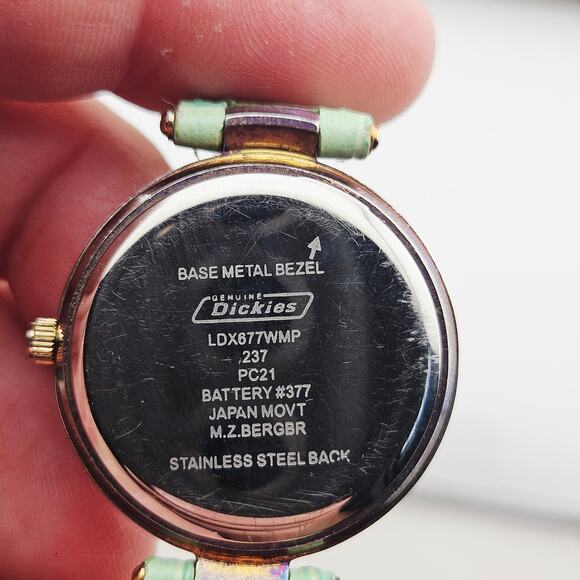 BASE METAL BEZEL
GENUINE
Dickies
LDX677WMP
237
PC21
BATTERY #377
JAPAN MOVT
M.Z.BERGBR
STAINLESS STEEL BACK